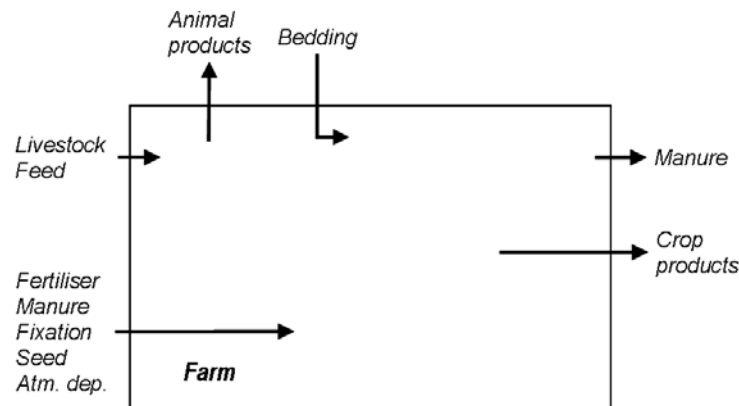 Animal
products
Bedding
Livestock
Feed
Manure
Crop
products
Fertiliser
Manure
Fixation
Seed
Atm. dep.
Farm